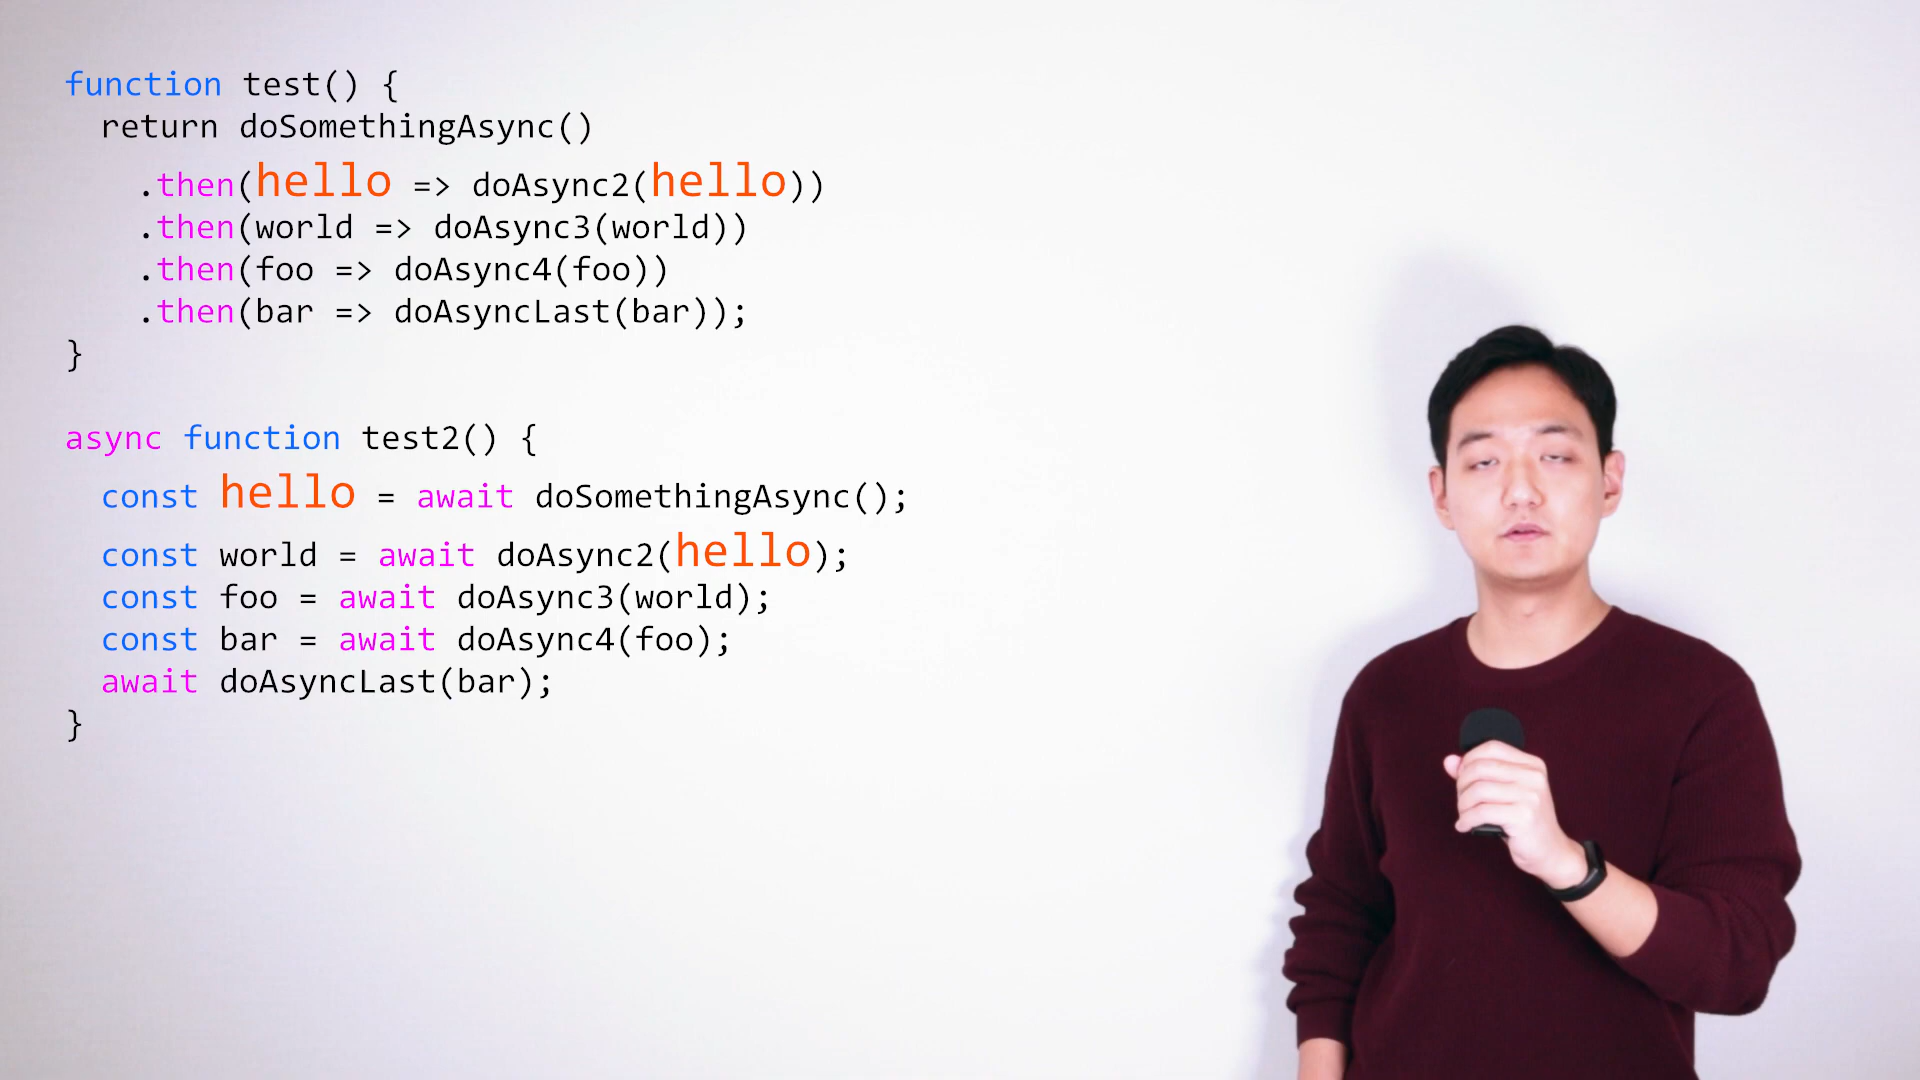 function test() {
  return doSomethingAsync()
    .then(hello => doAsync2(hello))
    .then(world => doAsync3(world))
    .then(foo => doAsync4(foo))
    .then(bar => doAsyncLast(bar));
}

async function test2() {
  const hello = await doSomethingAsync();
  const world = await doAsync2(hello);
  const foo = await doAsync3(world);
  const bar = await doAsync4(foo);
  await doAsyncLast(bar);
}